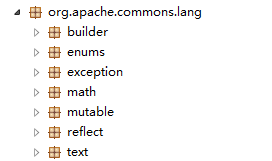 org.apache.commons.lang
builder
enums
exception
math
mutable
reflect
text